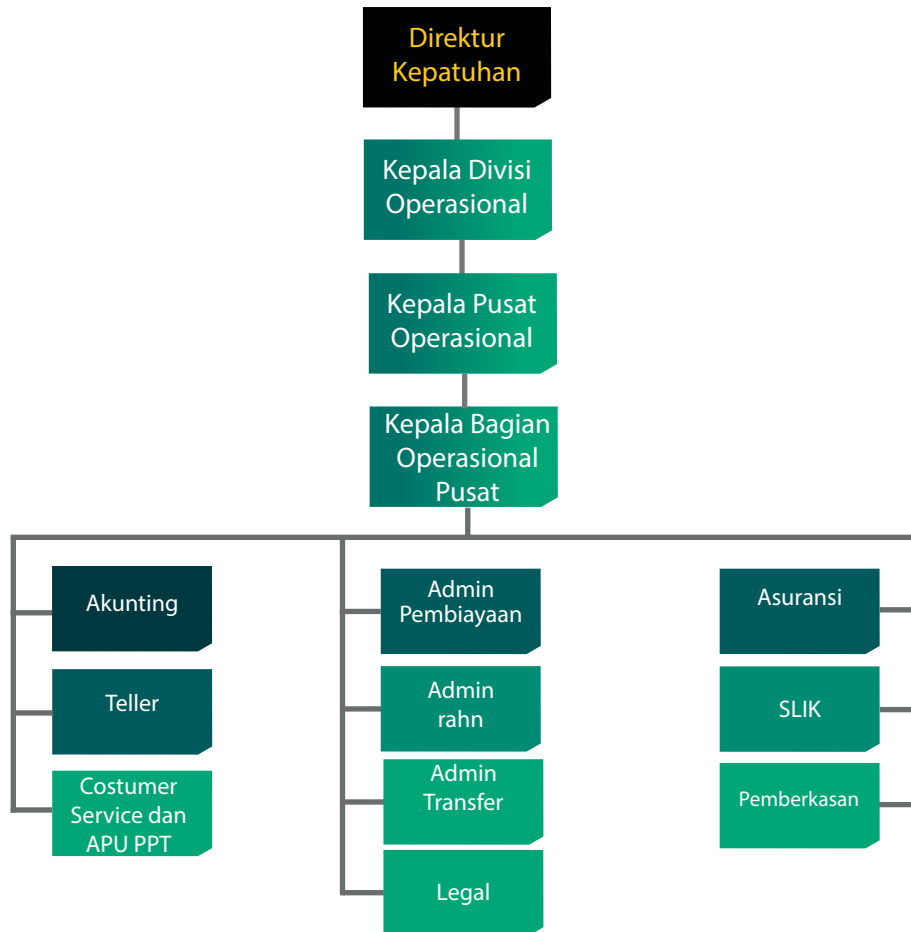 Direktur
Kepatuhan
Kepala Divisi
Operasional
Kepala Pusat
Operasional
Kepala Bagian
Operasional
Pusat
Akunting
Teller
Costumer
Service dan
APU PPT
Admin
Pembiayaan
Admin
rahn
Admin
Transfer
Legal
Asuransi
SLIK
Pemberkasan